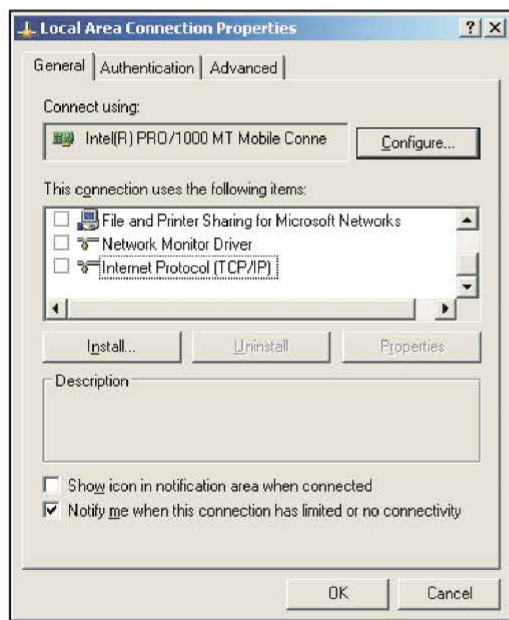 Local Area Connection Properties
General Authentication Advanced
Connect using:
Intel(R) PRO/1000 MT Mobile Conne
Configure...
This connection uses the following items:
File and Printer Sharing for Microsoft Networks
Network Monitor Driver
Internet Protocol (TCP/IP)
Install... Uninstall Properties
Description
Show icon in notification area when connected
Notify me when this connection has limited or no connectivity
OK Cancel